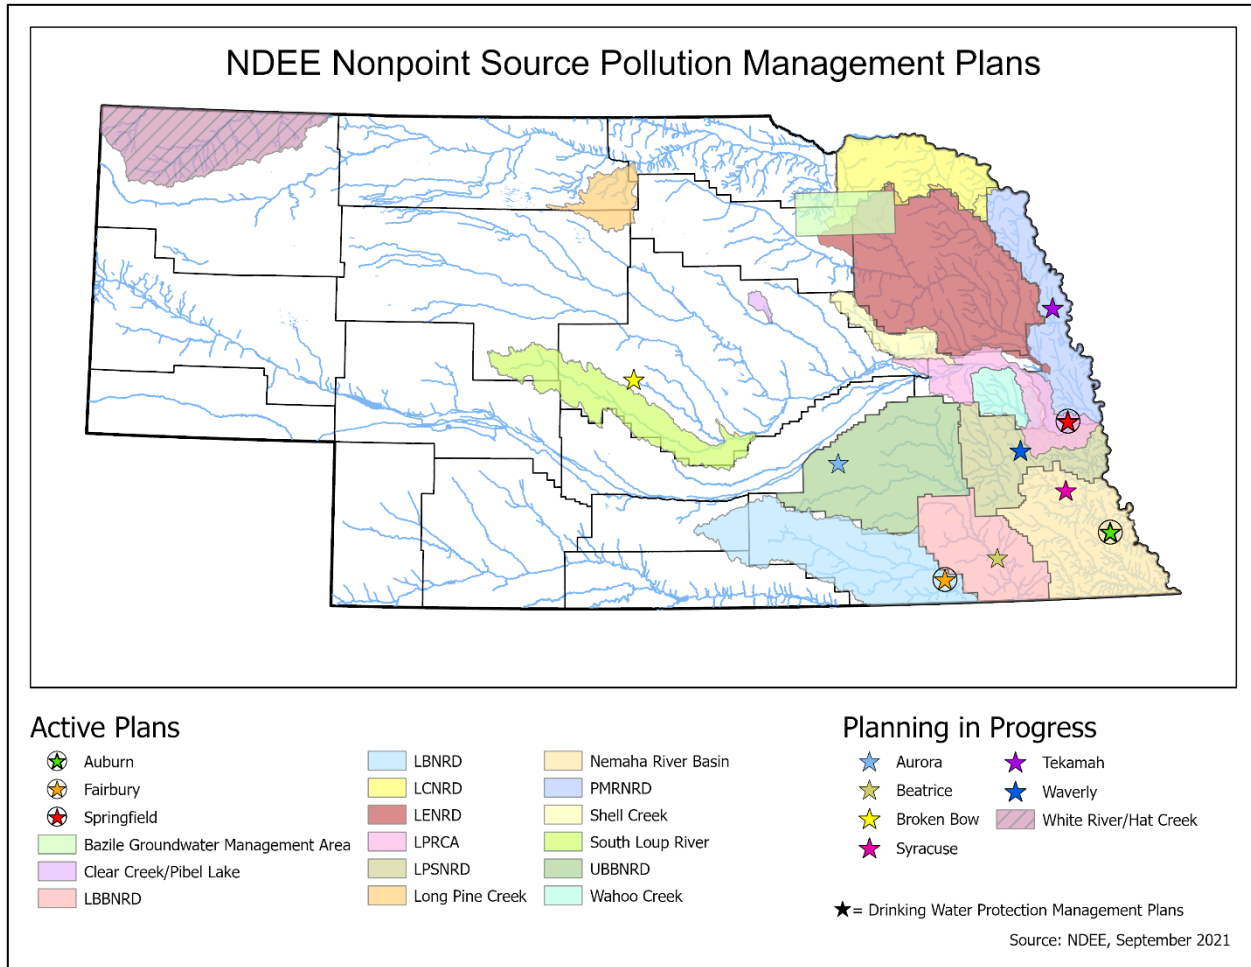 NDEE Nonpoint Source Pollution Management Plans
Active Plans
Auburn
Fairbury
Springfield
Bazile Groundwater Management Area
Clear Creek/Pibel Lake
LBBNRD
LBNRD
LCNRD
LENRD
LPRCA
LPSNRD
Long Pine Creek
Nemaha River Basin
PMRNRD
Shell Creek
South Loup River
UBBNRD
Wahoo Creek
Planning in Progress
Aurora
Beatrice
Broken Bow
Syracuse
Tekamah
Waverly
White River/Hat Creek
= Drinking Water Protection Management Plans
Source: NDEE, September 2021